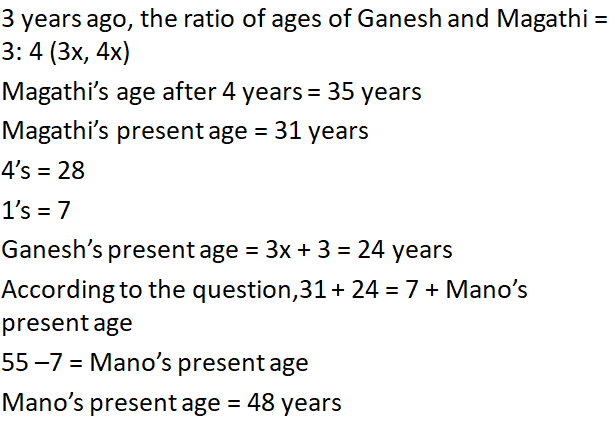 3 years ago, the ratio of ages of Ganesh and Magathi =
3: 4 (3x, 4x)
Magathi’s age after 4 years = 35 years
Magathi’s present age = 31 years
4’s = 28
1’s = 7
Ganesh’s present age = 3x + 3 = 24 years
According to the question,31 + 24 = 7 + Mano’s
present age
55 –7 = Mano’s present age
Mano’s present age = 48 years